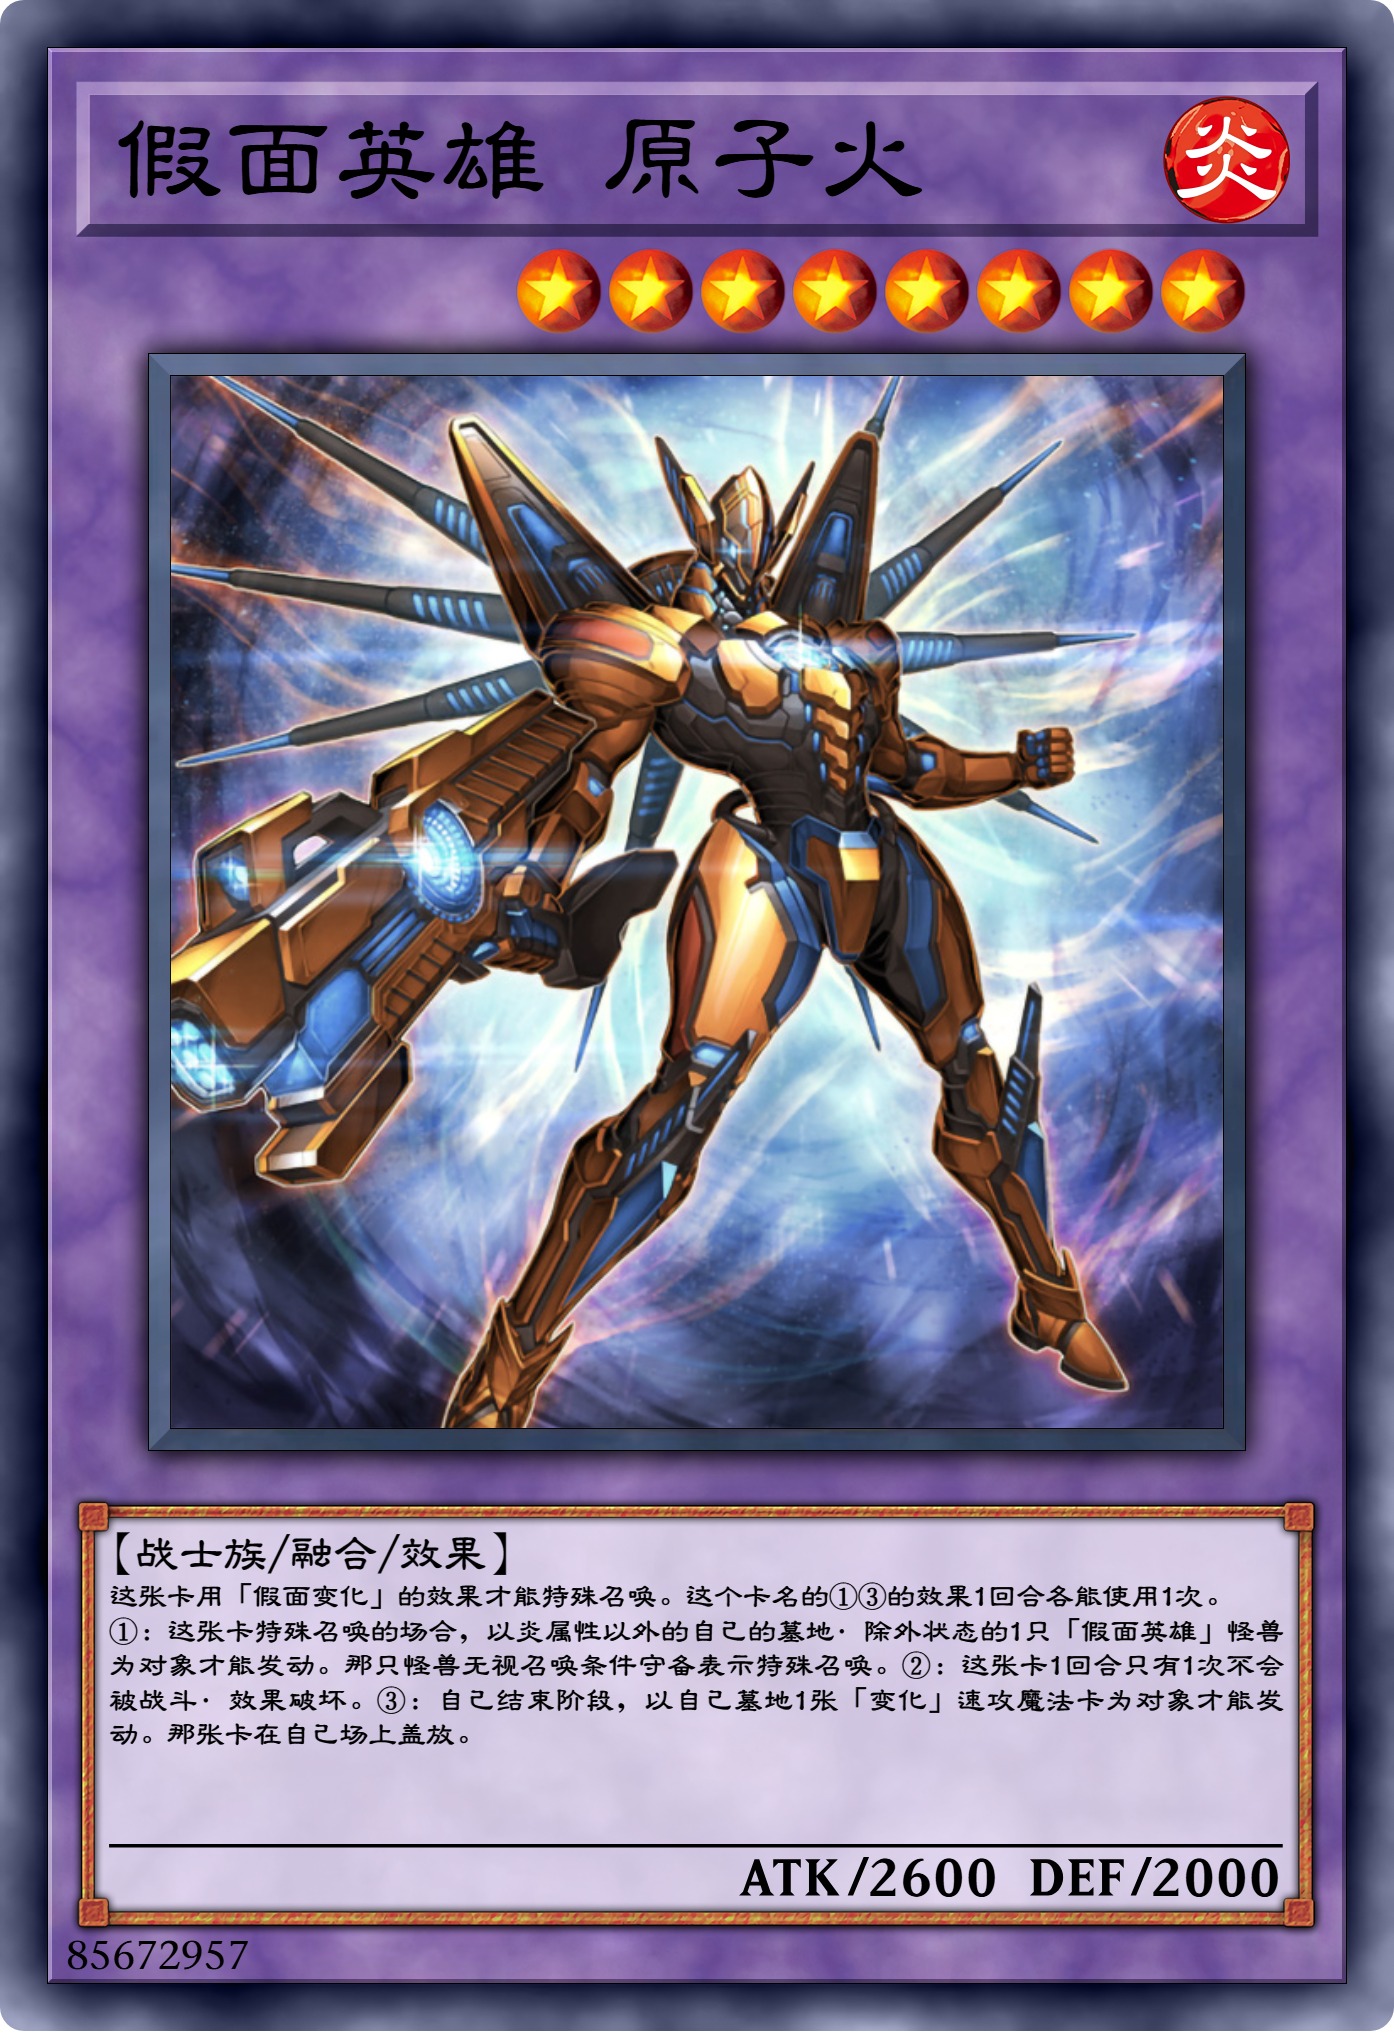 假面英雄 原子火
炎
【战士族/融合/效果】
这张卡用「假面变化」的效果才能特殊召唤。这个卡名的①③的效果1回合各能使用1次。
①：这张卡特殊召唤的场合，以炎属性以外的自己的墓地·除外状态的1只「假面英雄」怪兽
为对象才能发动。那只怪兽无视召唤条件守备表示特殊召唤。②：这张卡1回合只有1次不会
被战斗·效果破坏。③：自己结束阶段，以自己墓地1张「变化」速攻魔法卡为对象才能发
动。那张卡在自己场上盖放。
ATK/2600 DEF/2000
85672957